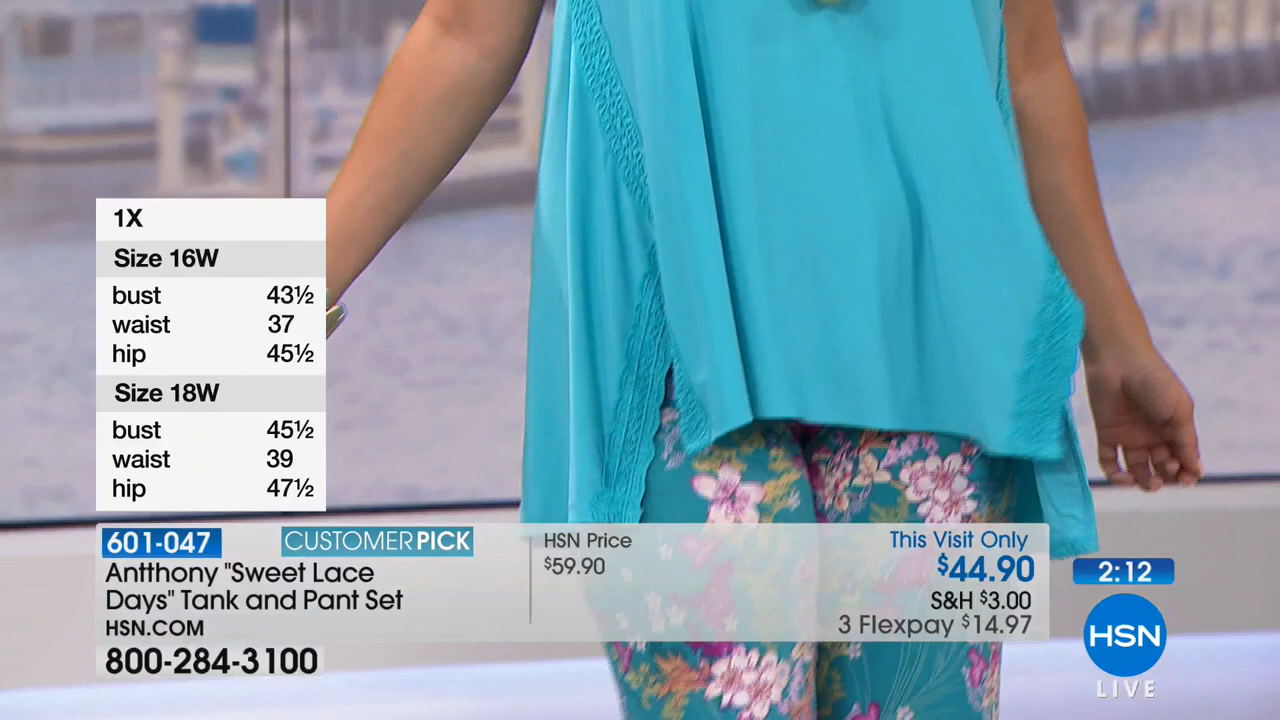 1X
Size 16W
bust 43½
waist 37
hip 45½
Size 18W
bust 45½
waist 39
hip 47½
601-047
CUSTOMERPICK
Antthony "Sweet Lace
Days" Tank and Pant Set
HSN.COM
800-284-3100
HSN Price
$59.90
This Visit Only
$44.90
S&H $3.00
3 Flexpay $14.97
2:12
HSN
LIVE